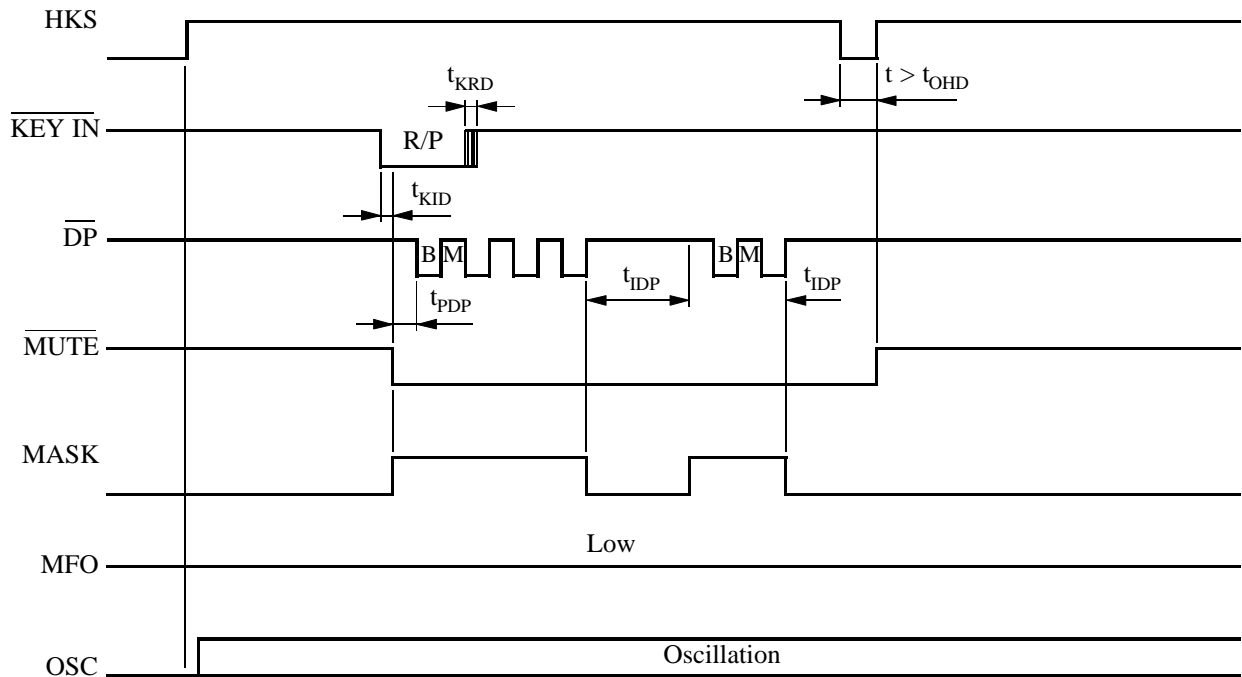 HKS
t > tOHD
tKRD
KEY IN
R/P
tKID
DP
B M
B M
tIDP
tIDP
tPDP
MUTE
MASK
Low
MFO
Oscillation
OSC